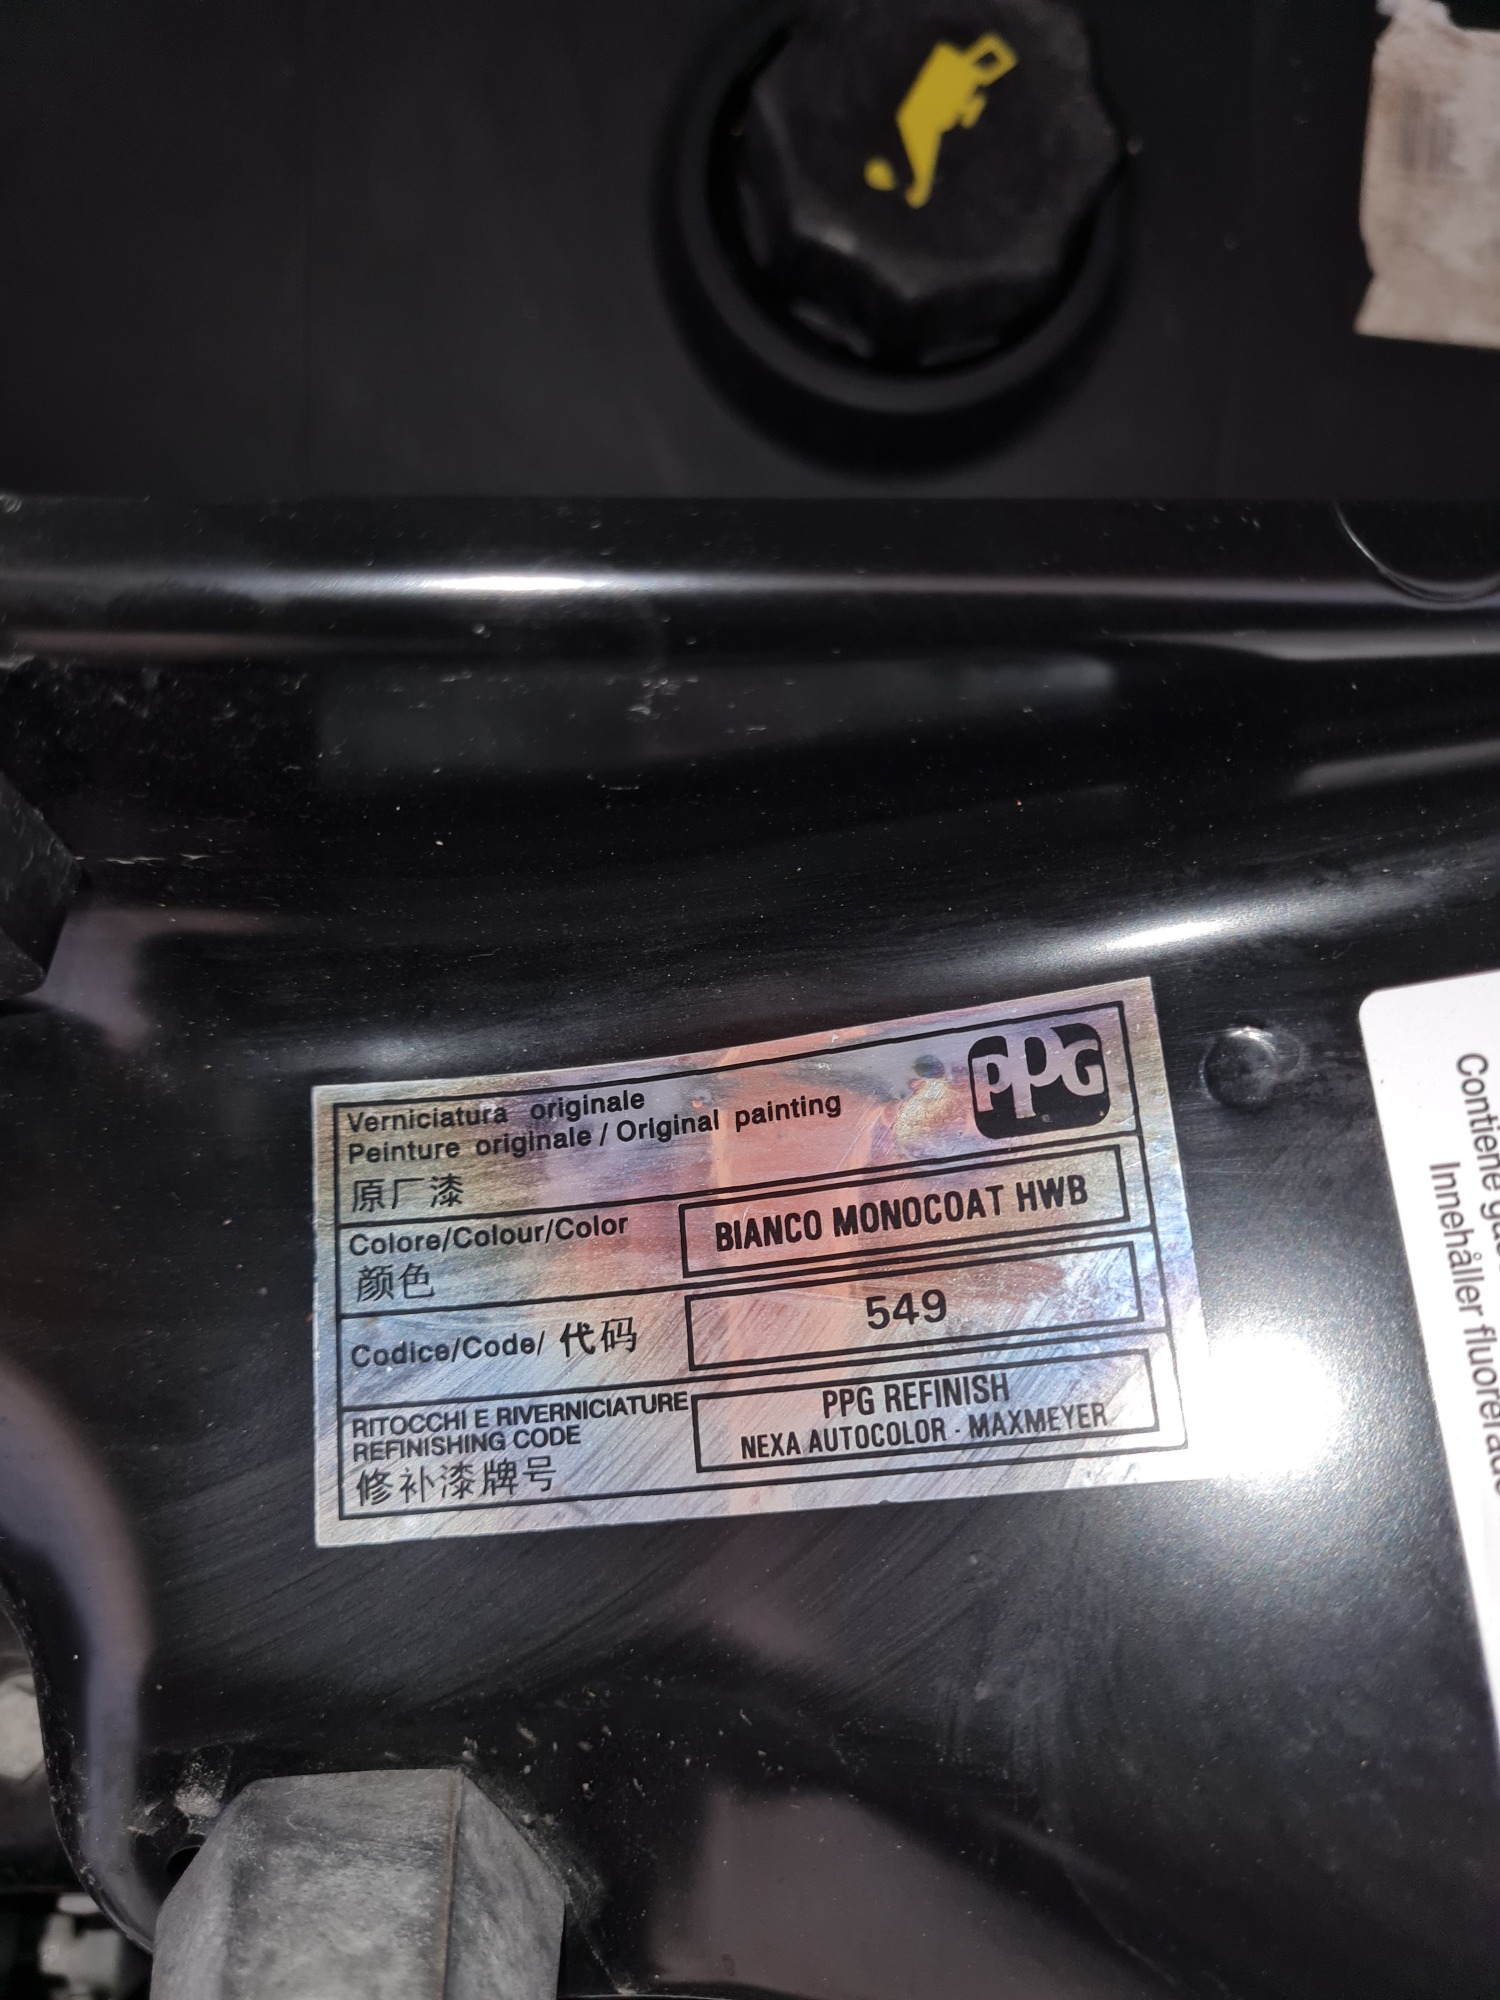 Verniciatura originale
Peinture originale / Original painting
原厂漆
PPG
Colore/Colour/Color
颜色
BIANCO MONOCOAT HWB
Codice/Code/ 代码
549
RITOCCHI E RIVERNICIATURE
REFINISHING CODE
修补漆牌号
PPG REFINISH
NEXA AUTOCOLOR - MAXMEYER
Contiene
Innehåller